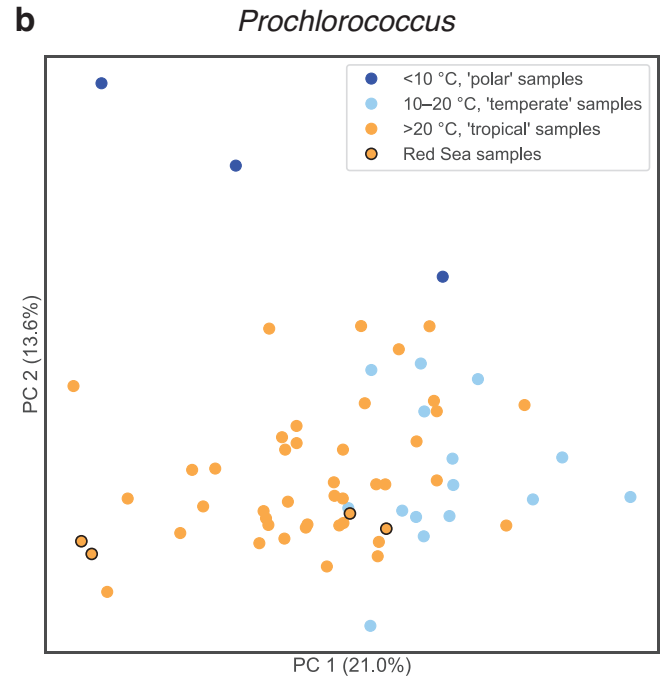 b
Prochlorococcus
<10 °C, 'polar' samples
10–20 °C, 'temperate' samples
>20 °C, 'tropical' samples
Red Sea samples
PC 2 (13.6%)
PC 1 (21.0%)